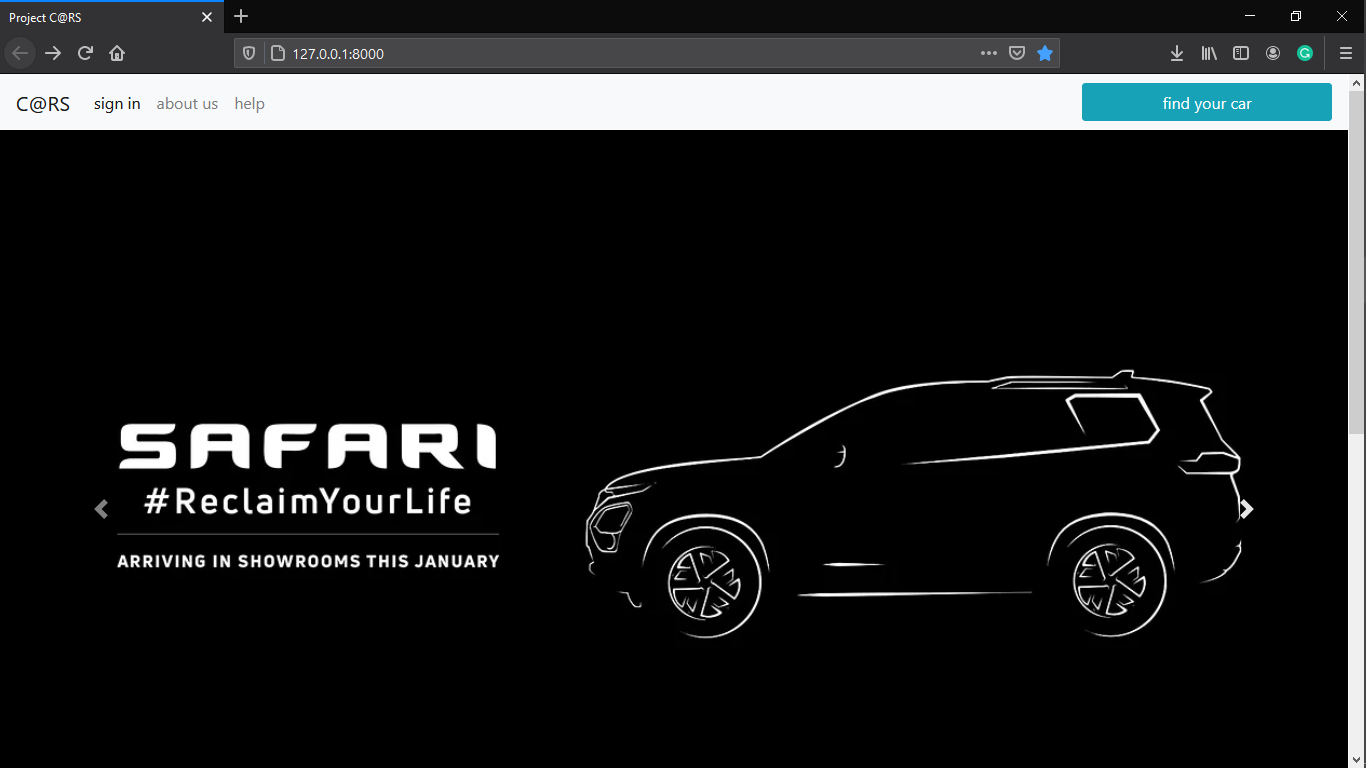 Project C@RS
127.0.0.1:8000
C@RS sign in about us help find your car
SAFARI
#ReclaimYourLife
ARRIVING IN SHOWROOMS THIS JANUARY